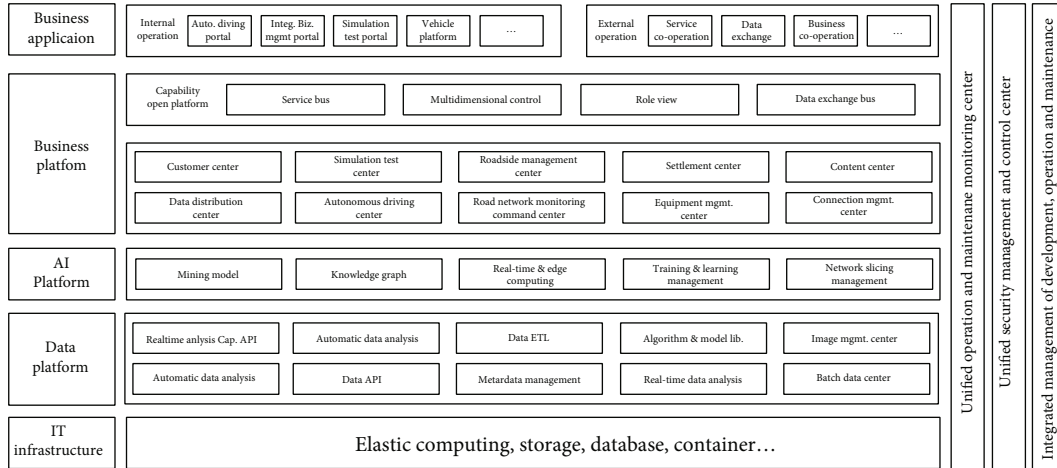 Business
applicaion
Internal
operation
Auto. diving
portal
Integ. Biz.
mgmt portal
Simulation
test portal
Vehicle
platform
...
External
operation
Service
co-operation
Data
exchange
Business
co-operation
...
Business
platfom
Capability
open platform
Service bus
Multidimensional control
Role view
Data exchange bus
Customer center
Simulation test
center
Roadside management
center
Settlement center
Content center
Data distribution
center
Autonomous driving
center
Road network monitoring
command center
Equipment mgmt.
center
Connection mgmt.
center
AI
Platform
Mining model
Knowledge graph
Real-time & edge
computing
Training & learning
management
Network slicing
management
Data
platform
Realtime anlysis Cap. API
Automatic data analysis
Data ETL
Algorithm & model lib.
Image mgmt. center
Automatic data analysis
Data API
Metardata management
Real-time data analysis
Batch data center
IT
infrastructure
Elastic computing, storage, database, container...
Unified operation and maintenane monitoring center
Unified security management and control center
Integrated management of development, operation and maintenance